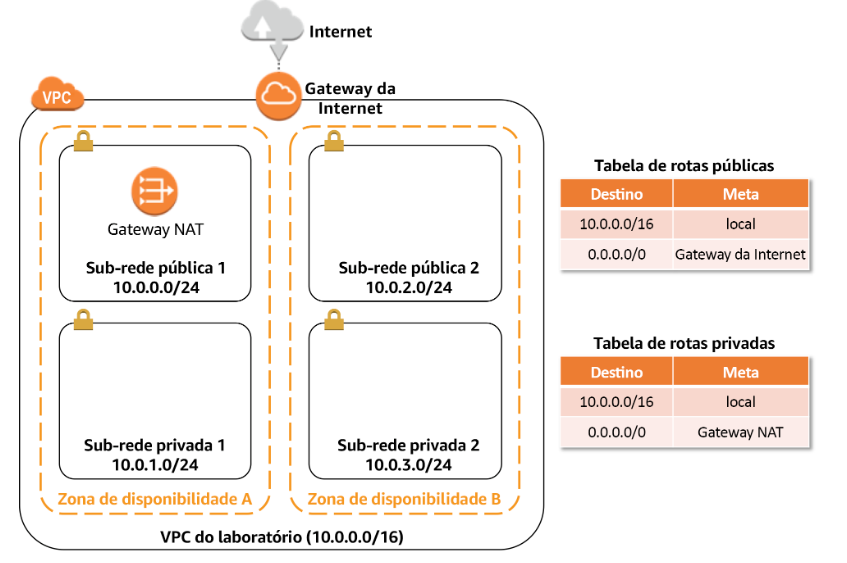 Internet
Gateway da
Internet
VPC
Gateway NAT
Sub-rede pública 1
10.0.0.0/24
Sub-rede pública 2
10.0.2.0/24
Sub-rede privada 1
10.0.1.0/24
Sub-rede privada 2
10.0.3.0/24
Zona de disponibilidade A
Zona de disponibilidade B
VPC do laboratório (10.0.0.0/16)
Tabela de rotas públicas
Destino Meta
10.0.0.0/16 local
0.0.0.0/0 Gateway da Internet
Tabela de rotas privadas
Destino Meta
10.0.0.0/16 local
0.0.0.0/0 Gateway NAT